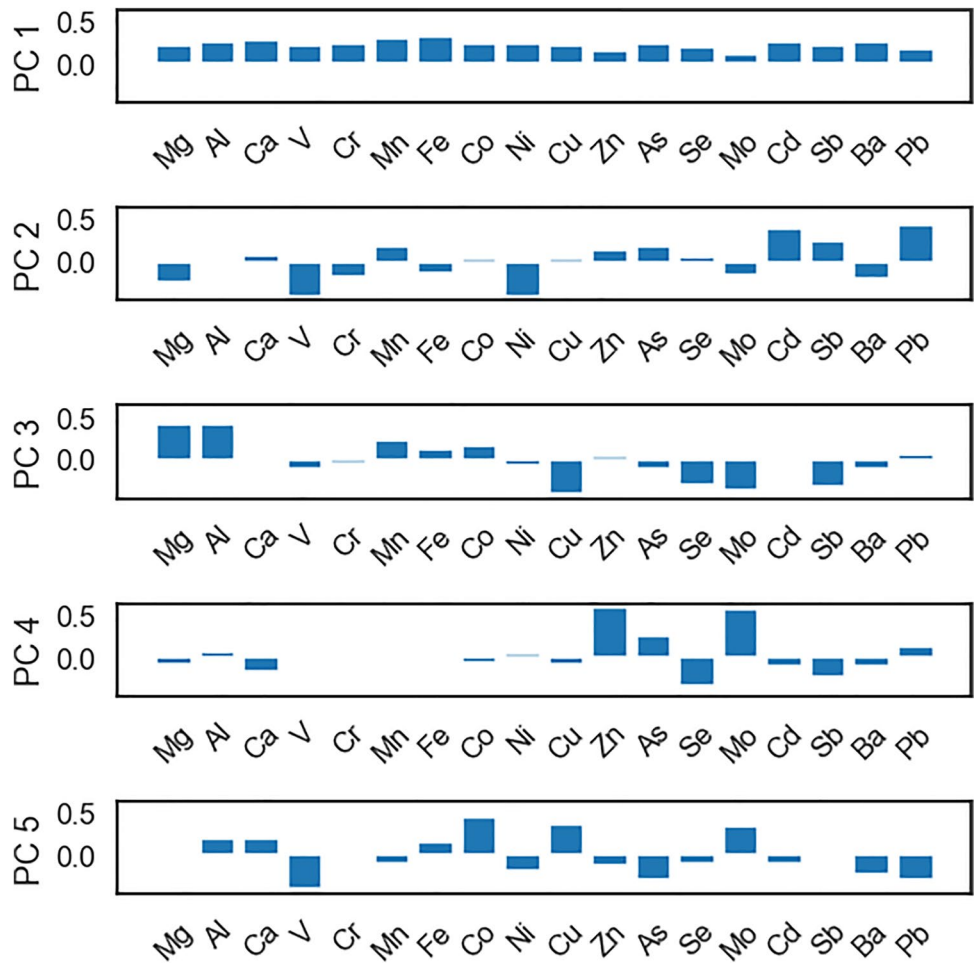 PC 1
0.5
0.0
Mg Al Ca V Cr Mn Fe Co Ni Cu Zn As Se Mo Cd Sb Ba Pb
PC 2
0.5
0.0
Mg Al Ca V Cr Mn Fe Co Ni Cu Zn As Se Mo Cd Sb Ba Pb
PC 3
0.5
0.0
Mg Al Ca V Cr Mn Fe Co Ni Cu Zn As Se Mo Cd Sb Ba Pb
PC 4
0.5
0.0
Mg Al Ca V Cr Mn Fe Co Ni Cu Zn As Se Mo Cd Sb Ba Pb
PC 5
0.5
0.0
Mg Al Ca V Cr Mn Fe Co Ni Cu Zn As Se Mo Cd Sb Ba Pb